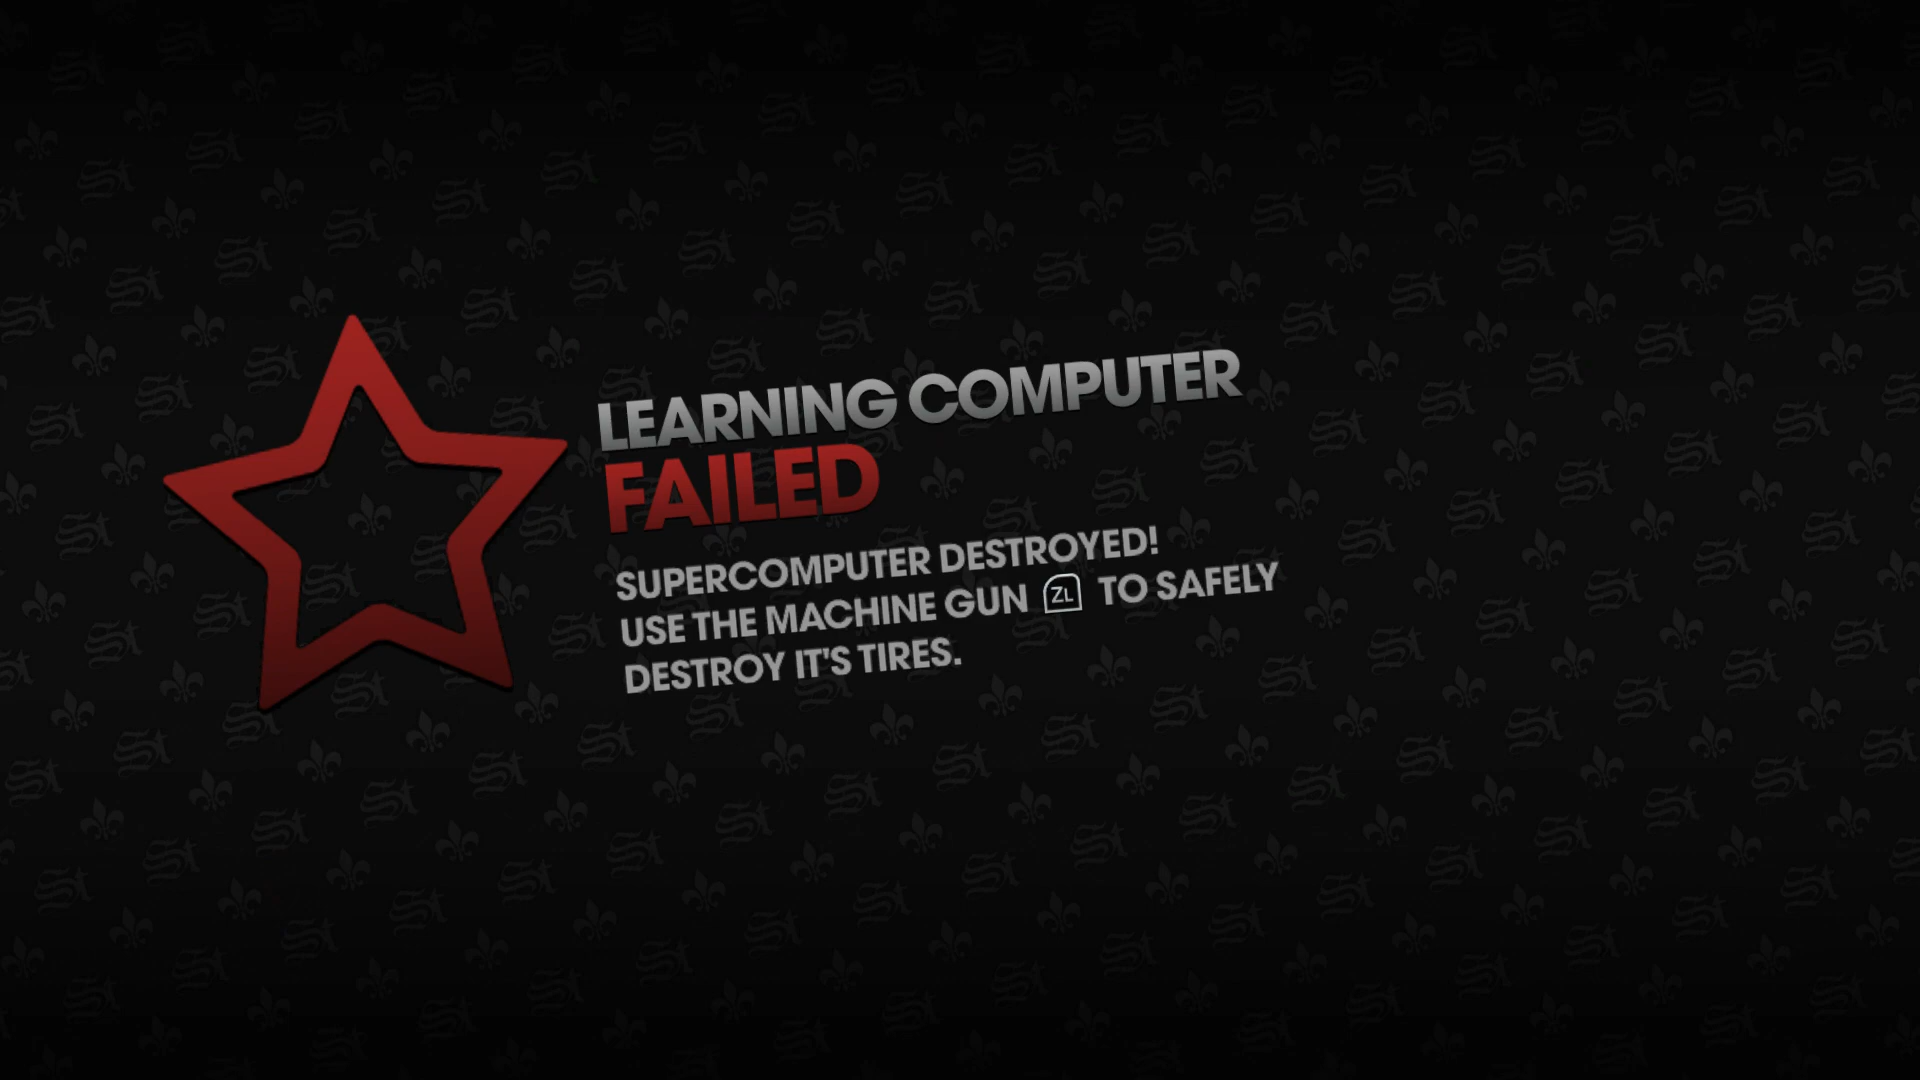 LEARNING COMPUTER
FAILED
SUPERCOMPUTER DESTROYED!
USE THE MACHINE GUN ZL TO SAFELY
DESTROY IT'S TIRES.